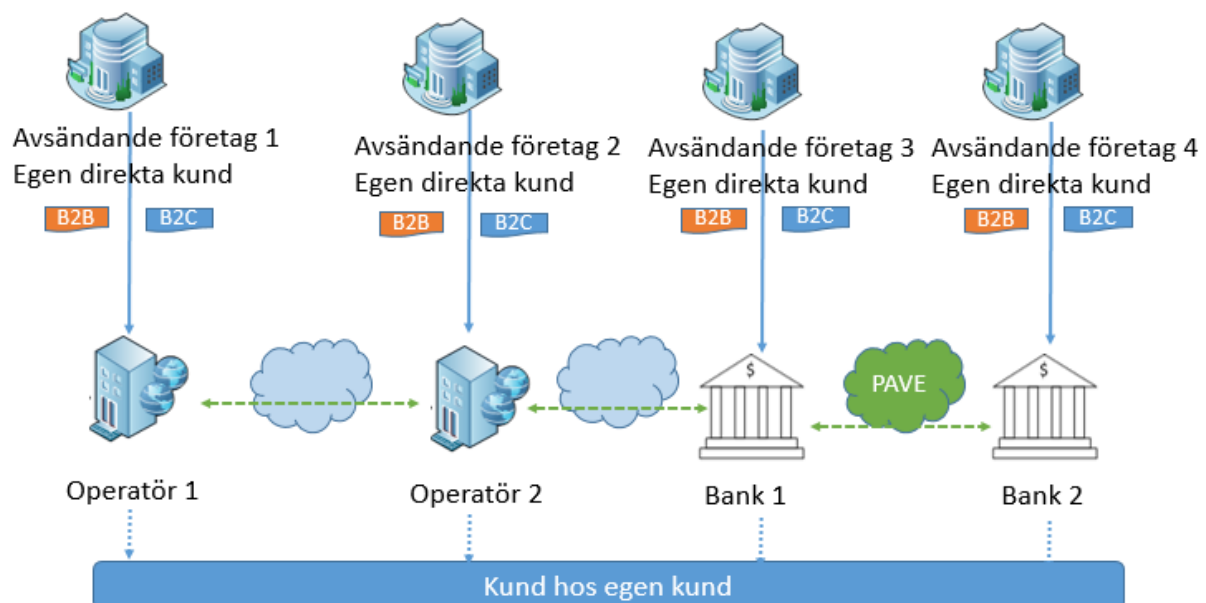 Avsändande företag 1
Egen direkta kund
B2B
B2C
Avsändande företag 2
Egen direkta kund
B2B
B2C
Avsändande företag 3
Egen direkta kund
B2B
B2C
Avsändande företag 4
Egen direkta kund
B2B
B2C
$
PAVE
$
Operatör 1
Operatör 2
Bank 1
Bank 2
Kund hos egen kund